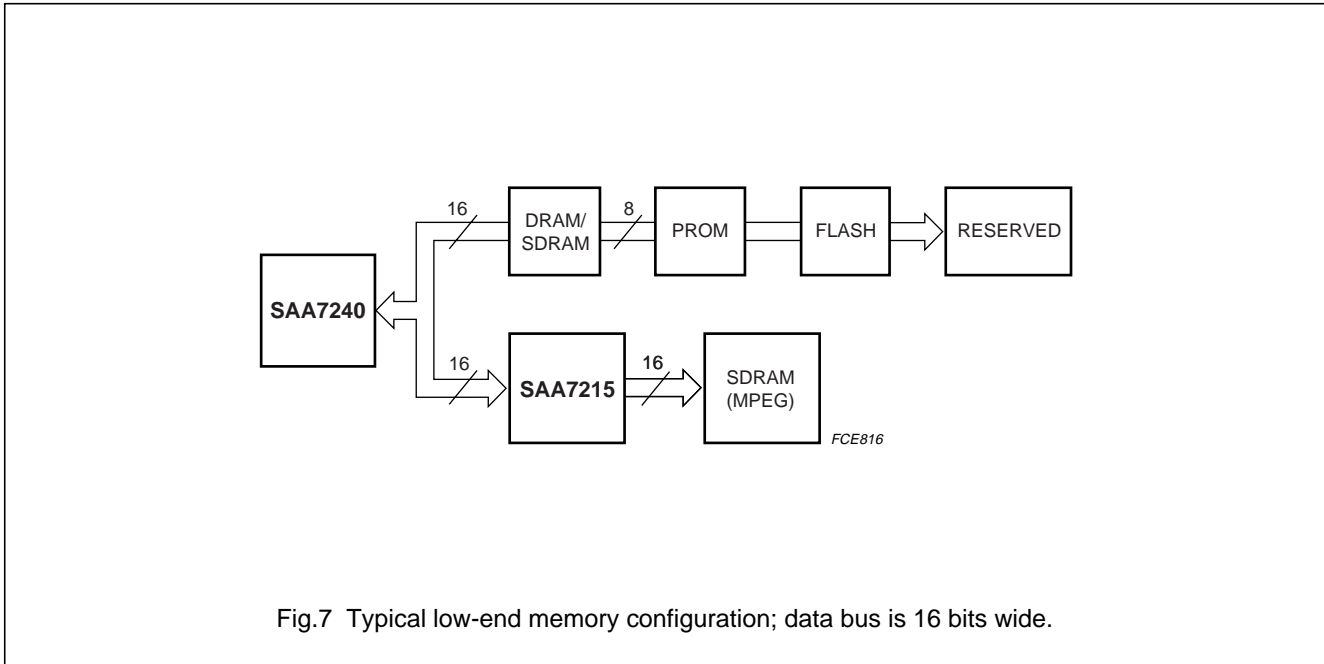 16
DRAM/
SDRAM
8
PROM
FLASH
RESERVED
SAA7240
16
SAA7215
16
SDRAM
(MPEG)
FCE816
Fig.7 Typical low-end memory configuration; data bus is 16 bits wide.